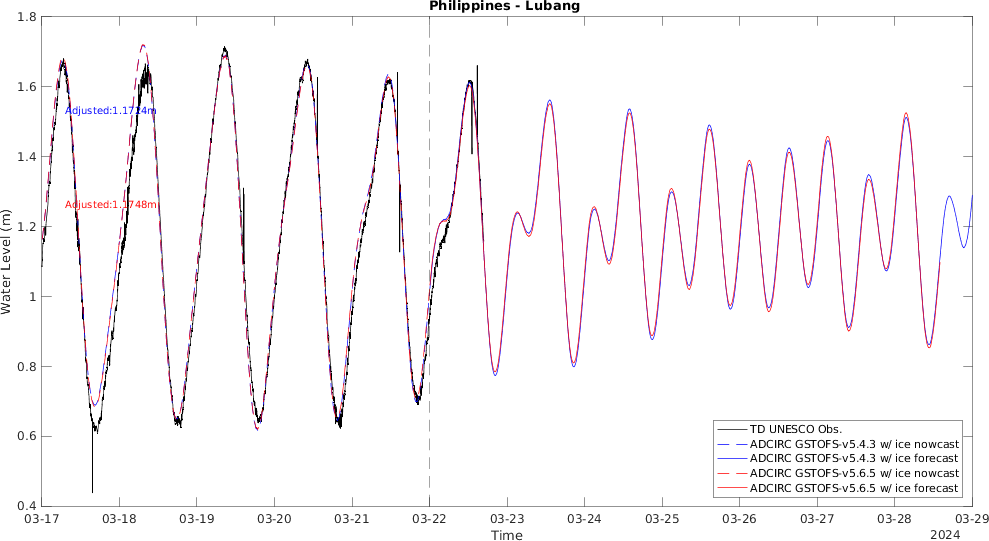 Philippines - Lubang
1.8
1.6
1.4
1.2
1
0.8
0.6
0.4
Water Level (m)
Adjusted:1.1724m
Adjusted:1.1748m
TD UNESCO Obs.
ADCIRC GSTOFS-v5.4.3 w/ ice nowcast
ADCIRC GSTOFS-v5.4.3 w/ ice forecast
ADCIRC GSTOFS-v5.6.5 w/ ice nowcast
ADCIRC GSTOFS-v5.6.5 w/ ice forecast
03-17 03-18 03-19 03-20 03-21 03-22 03-23 03-24 03-25 03-26 03-27 03-28 03-29
Time
2024